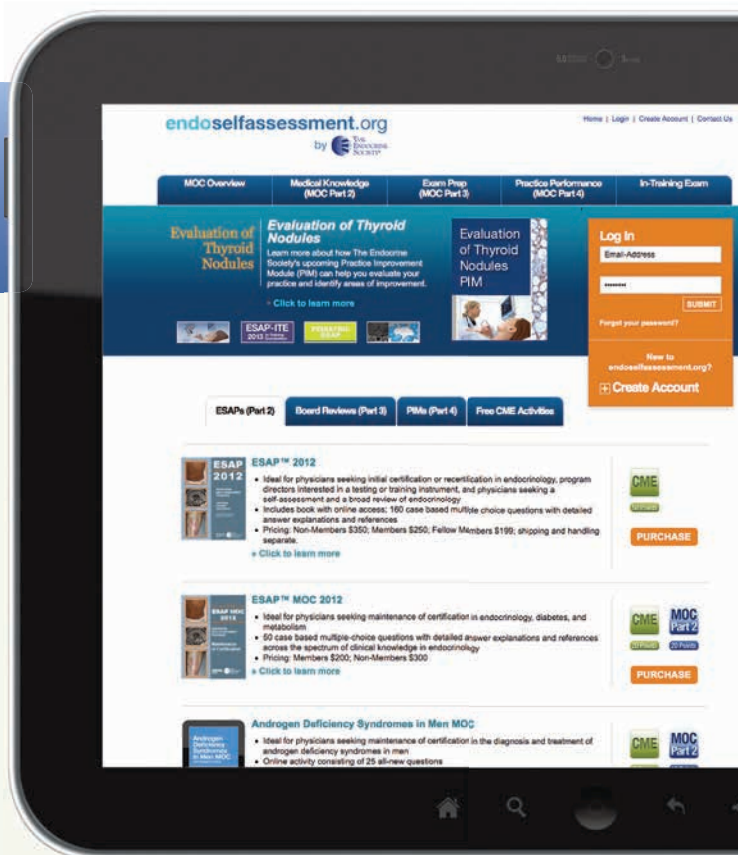 endoselfassessment.org
by THE ENDOCRINE SOCIETY®
Home | Login | Create Account | Contact Us
MOC Overview
Medical Knowledge (MOC Part 2)
Exam Prep (MOC Part 3)
Practice Performance (MOC Part 4)
In-Training Exam
Evaluation of
Thyroid
Nodules
Evaluation of Thyroid
Nodules
Learn more about how The Endocrine
Society's upcoming Practice Improvement
Module (PIM) can help you evaluate your
practice and identify areas of improvement.
Click to learn more
Evaluation
of Thyroid
Nodules
PIM
ESAP-ITE
2013
PEDIATRIC
ESAP
Log In
Email-Address
••••••••
SUBMIT
Forgot your password?
New to
endoselfassessment.org?
Create Account
ESAPs (Part 2)
Board Reviews (Part 3)
PIMs (Part 4)
Free CME Activities
ESAP
2012
ESAP™ 2012
• Ideal for physicians seeking initial certification or recertification in endocrinology, program
directors interested in a testing or training instrument, and physicians seeking a
self-assessment and a broad review of endocrinology
• Includes book with online access; 160 case based multiple choice questions with detailed
answer explanations and references
• Pricing: Non-Members $350; Members $250; Fellow Members $199; shipping and handling
separate.
» Click to learn more
CME
PURCHASE
ESAP MOC
2012
ESAP™ MOC 2012
• Ideal for physicians seeking maintenance of certification in endocrinology, diabetes, and
metabolism
• 50 case based multiple-choice questions with detailed answer explanations and references
across the spectrum of clinical knowledge in endocrinology
• Pricing: Members $200; Non-Members $300
» Click to learn more
CME
20 Points
MOC
Part 2
20 Points
PURCHASE
Androgen
Deficiency
Syndromes
in Men MOC
Androgen Deficiency Syndromes in Men MOC
• Ideal for physicians seeking maintenance of certification in the diagnosis and treatment of
androgen deficiency syndromes in men
• Online activity consisting of 25 all-new questions
CME
MOC
Part 2